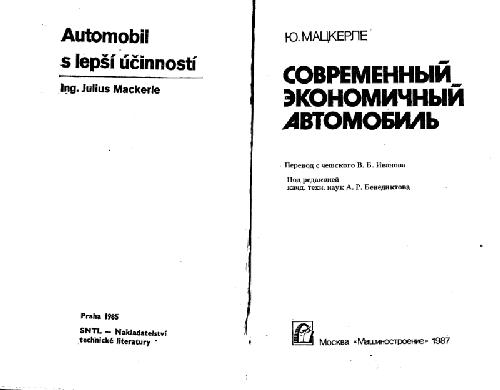 Automobil
s lepší účinností
Ing. Julius Mackerle
Praha 1985
SNTL – Nakladatelství
technické literatury
Ю. МАЦКЕРЛЕ
СОВРЕМЕННЫЙ
ЭКОНОМИЧНЫЙ
АВТОМОБИЛЬ
Перевод с чешского В. Б. Иванова
Под редакцией
канд. техн. наук А. Р. Бенедиктова
Москва «Машиностроение» 1987